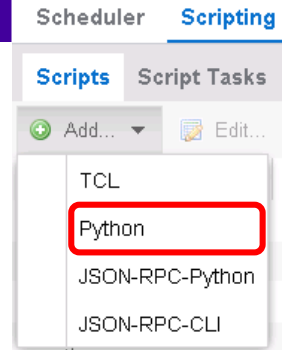 Scheduler Scripting
Scripts Script Tasks
Add... Edit...
TCL
Python
JSON-RPC-Python
JSON-RPC-CLI